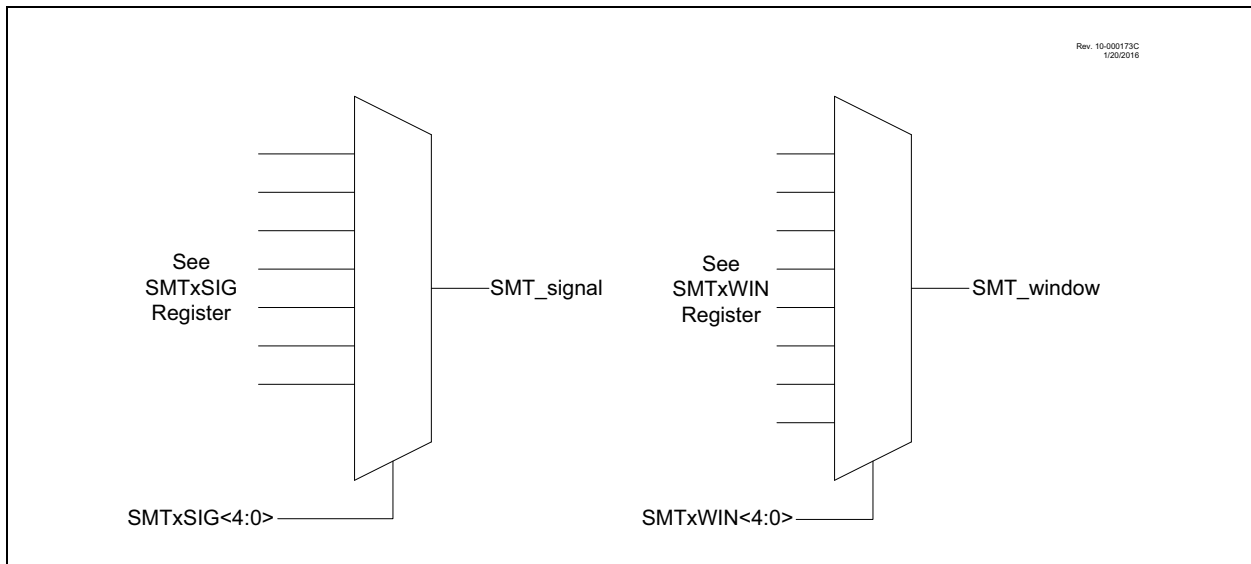 Rev. 10-000173C
1/20/2016
See
SMTxSIG
Register
SMT_signal
SMTxSIG<4:0>
See
SMTxWIN
Register
SMT_window
SMTxWIN<4:0>